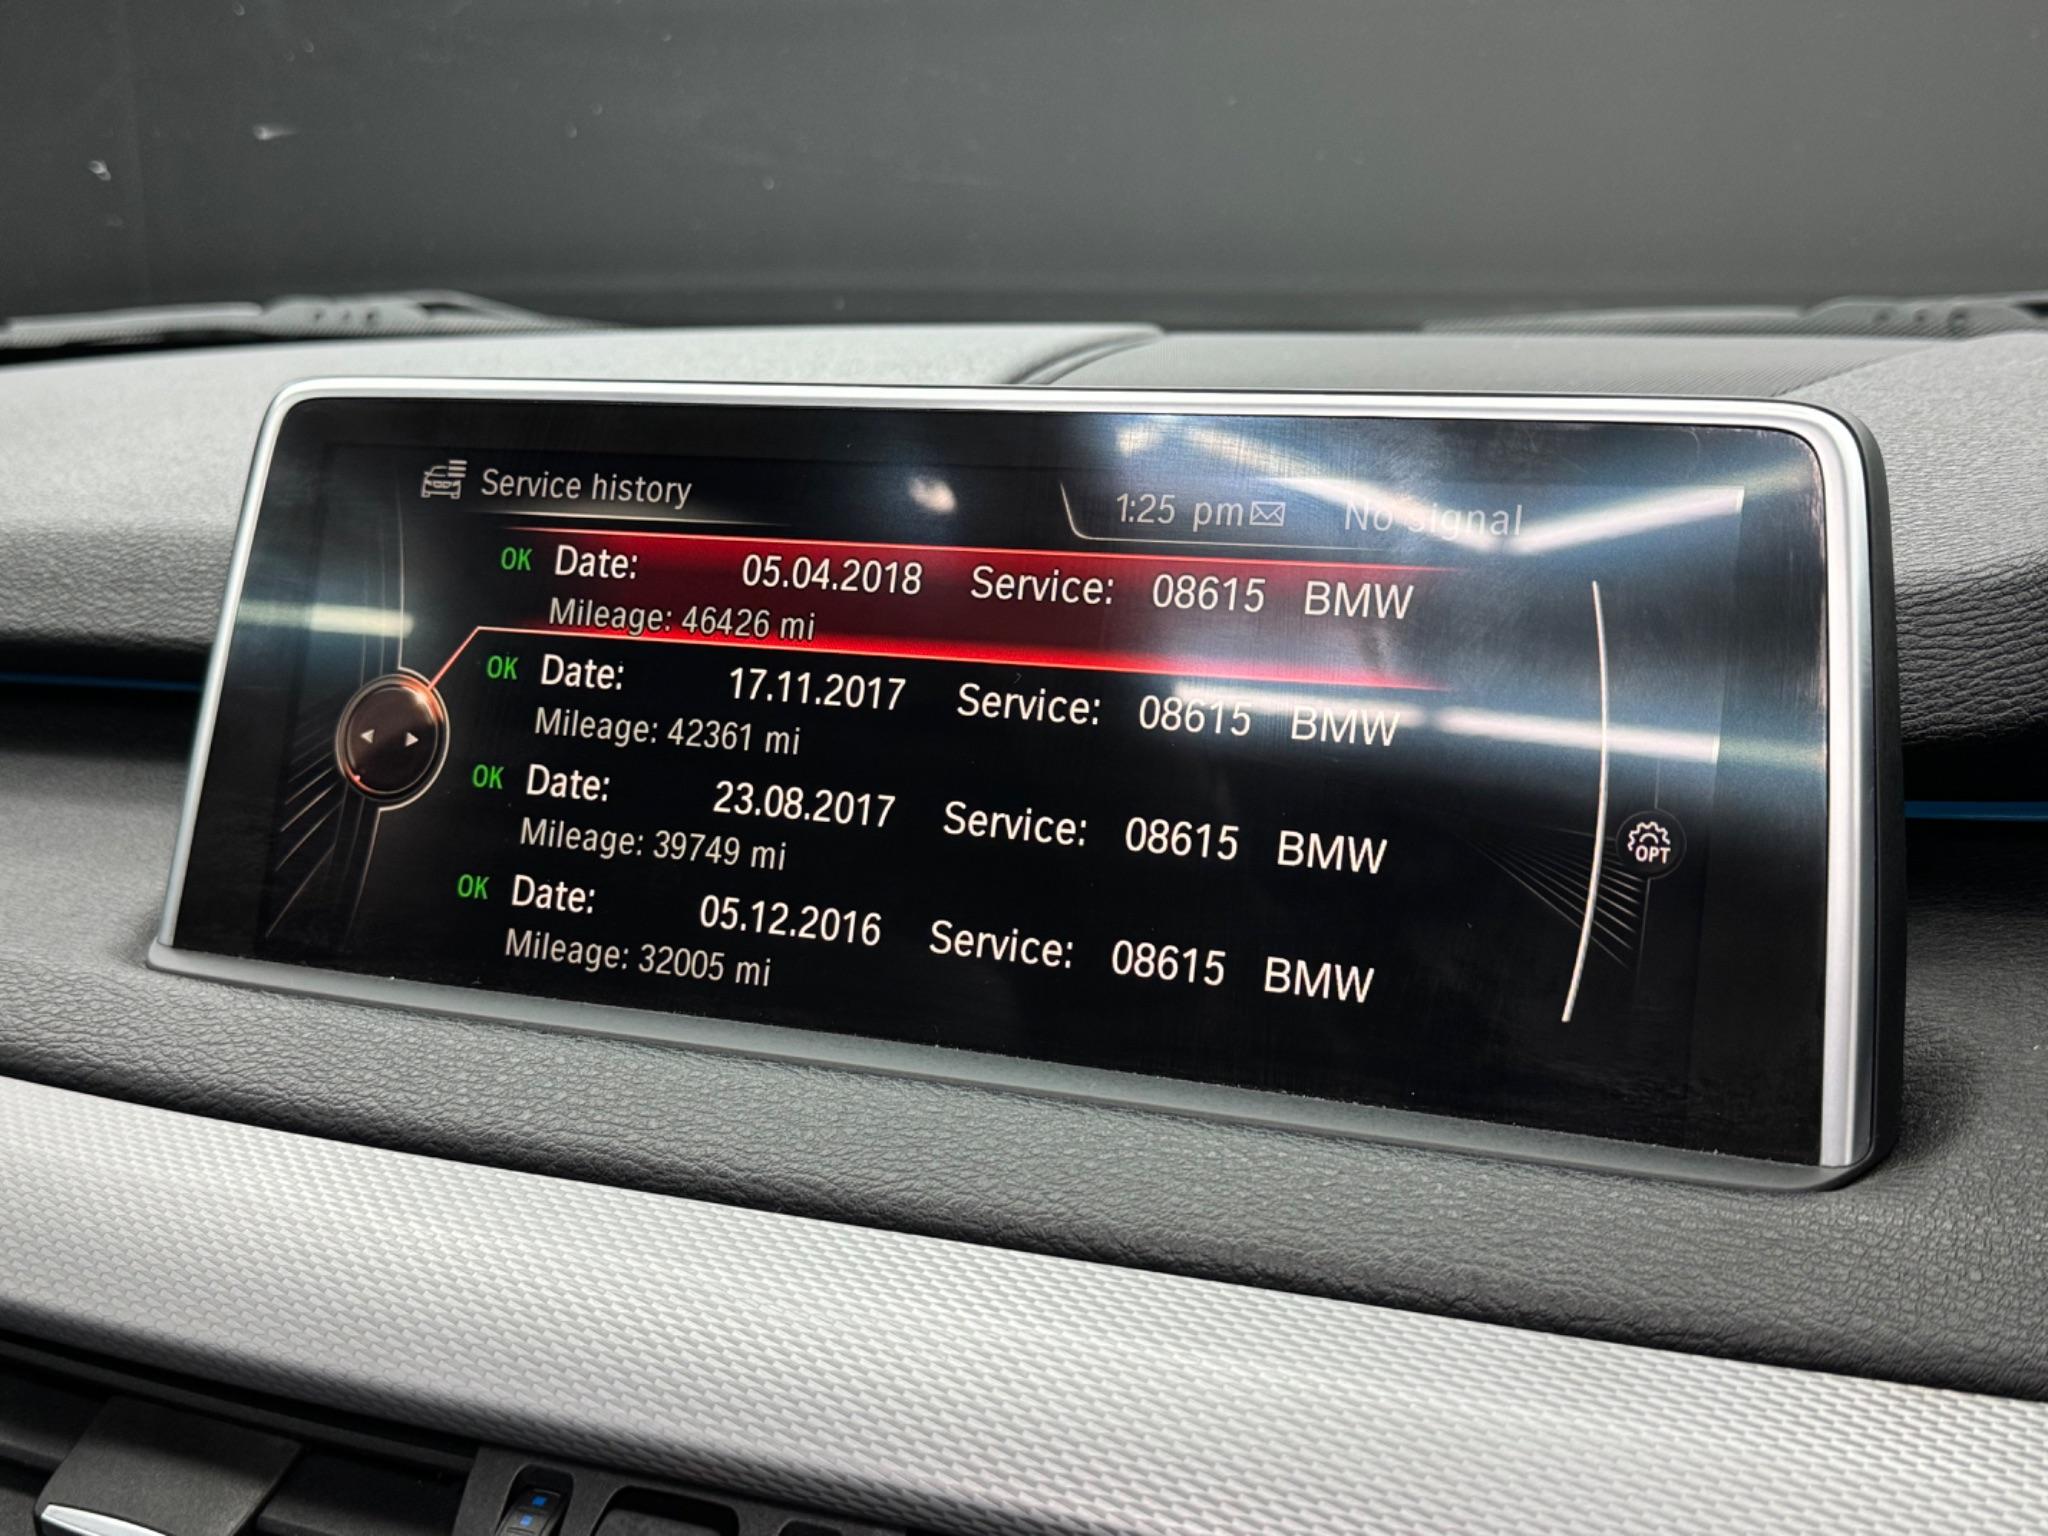 Service history
1:25 pm No signal
OK Date: 05.04.2018 Service: 08615 BMW
Mileage: 46426 mi
OK Date: 17.11.2017 Service: 08615 BMW
Mileage: 42361 mi
OK Date: 23.08.2017 Service: 08615 BMW
Mileage: 39749 mi
OK Date: 05.12.2016 Service: 08615 BMW
Mileage: 32005 mi
OPT